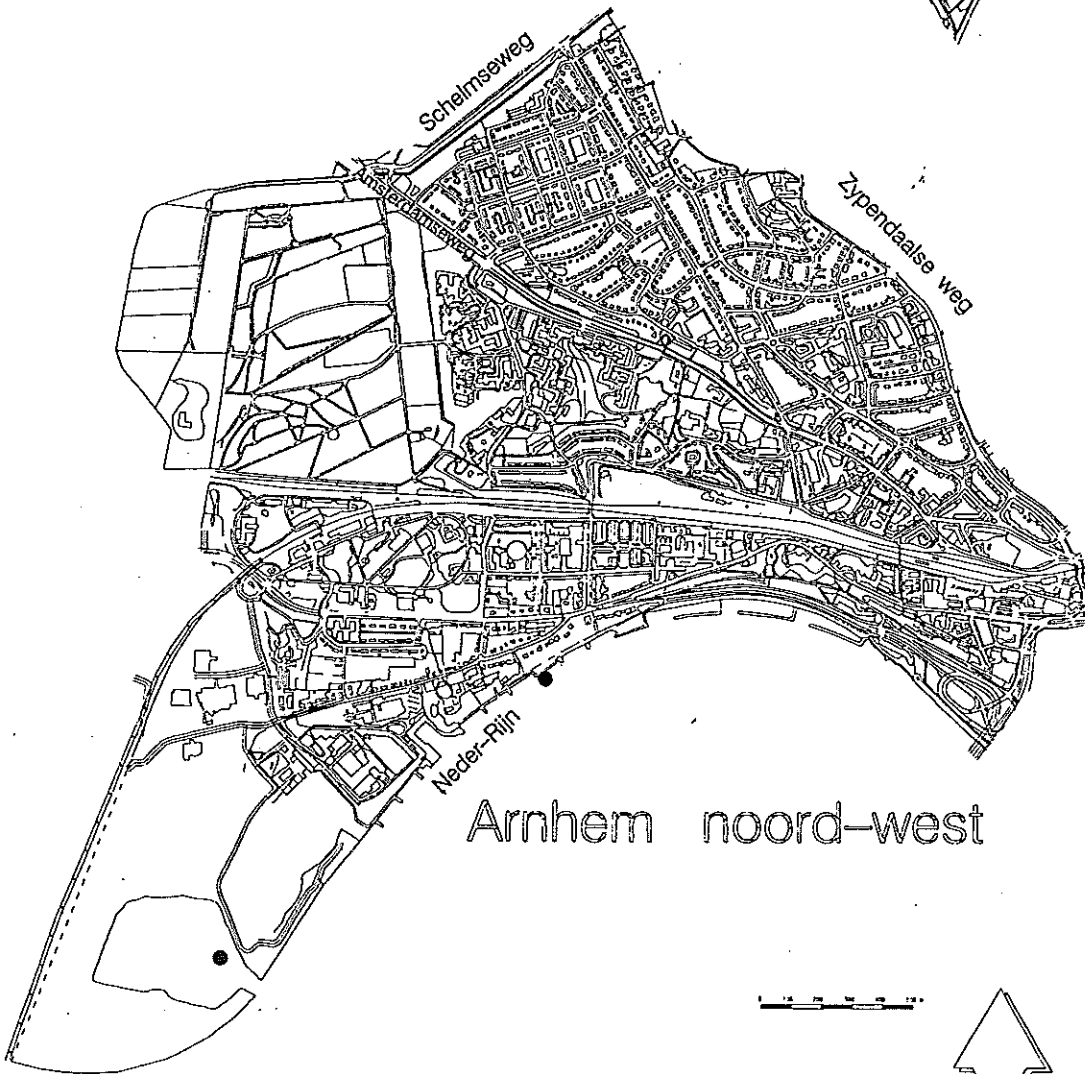 Schelmseweg
Amsterdamseweg
Zypendaalse weg
Neder-Rijn
Arnhem noord-west